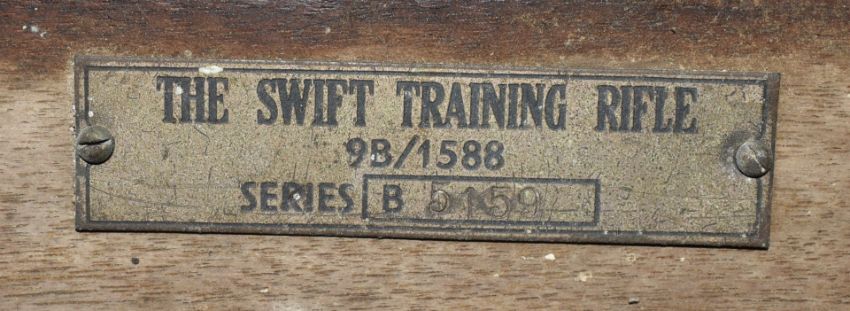 THE SWIFT TRAINING RIFLE
9B/1588
SERIES B 5159